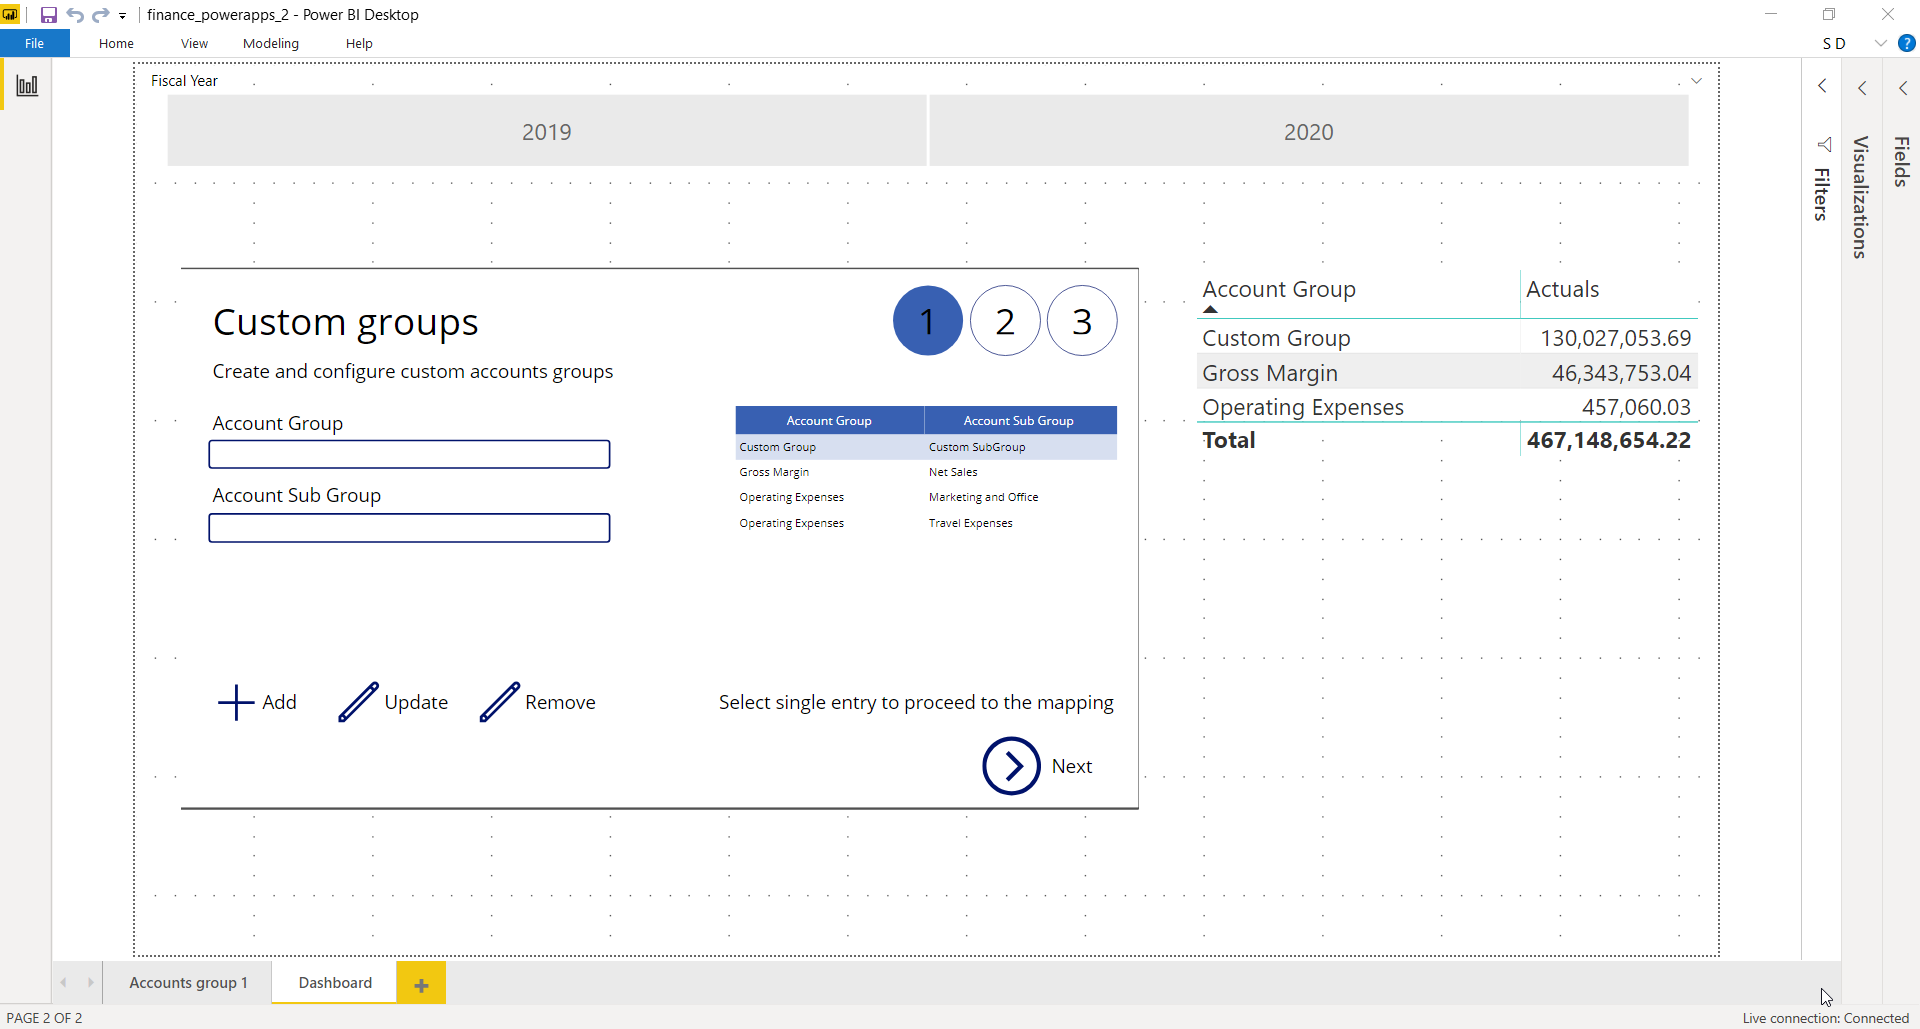 finance_powerapps_2 - Power BI Desktop
File Home View Modeling Help S D ?
Fiscal Year
2019 2020
Custom groups
1 2 3
Create and configure custom accounts groups
Account Group
Account Sub Group
Account Group Account Sub Group
Custom Group Custom SubGroup
Gross Margin Net Sales
Operating Expenses Marketing and Office
Operating Expenses Travel Expenses
Add Update Remove
Select single entry to proceed to the mapping
Next
Account Group Actuals
Custom Group 130,027,053.69
Gross Margin 46,343,753.04
Operating Expenses 457,060.03
Total 467,148,654.22
Filters
Visualizations
Fields
Accounts group 1 Dashboard +
PAGE 2 OF 2
Live connection: Connected